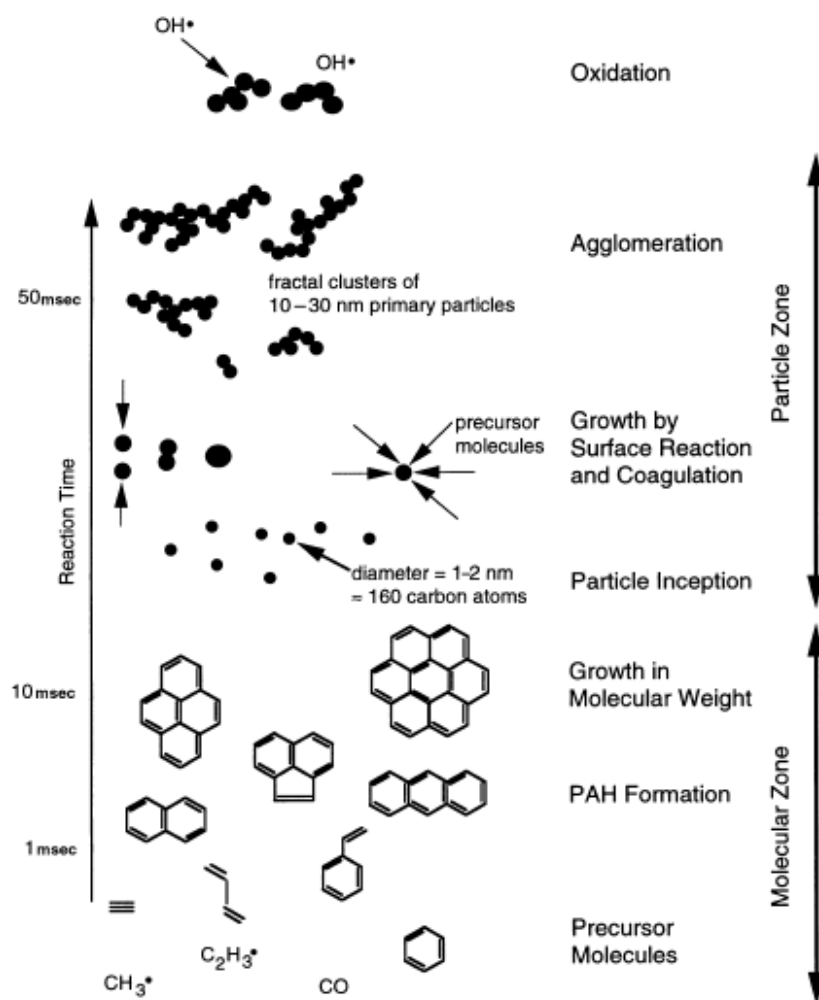 OH•
OH•
Oxidation
Agglomeration
fractal clusters of
10–30 nm primary particles
50msec
Particle Zone
precursor
molecules
Growth by
Surface Reaction
and Coagulation
Reaction Time
diameter = 1–2 nm
≈ 160 carbon atoms
Particle Inception
Growth in
Molecular Weight
10msec
PAH Formation
Molecular Zone
1msec
Precursor
Molecules
C₂H₃•
CH₃•
CO